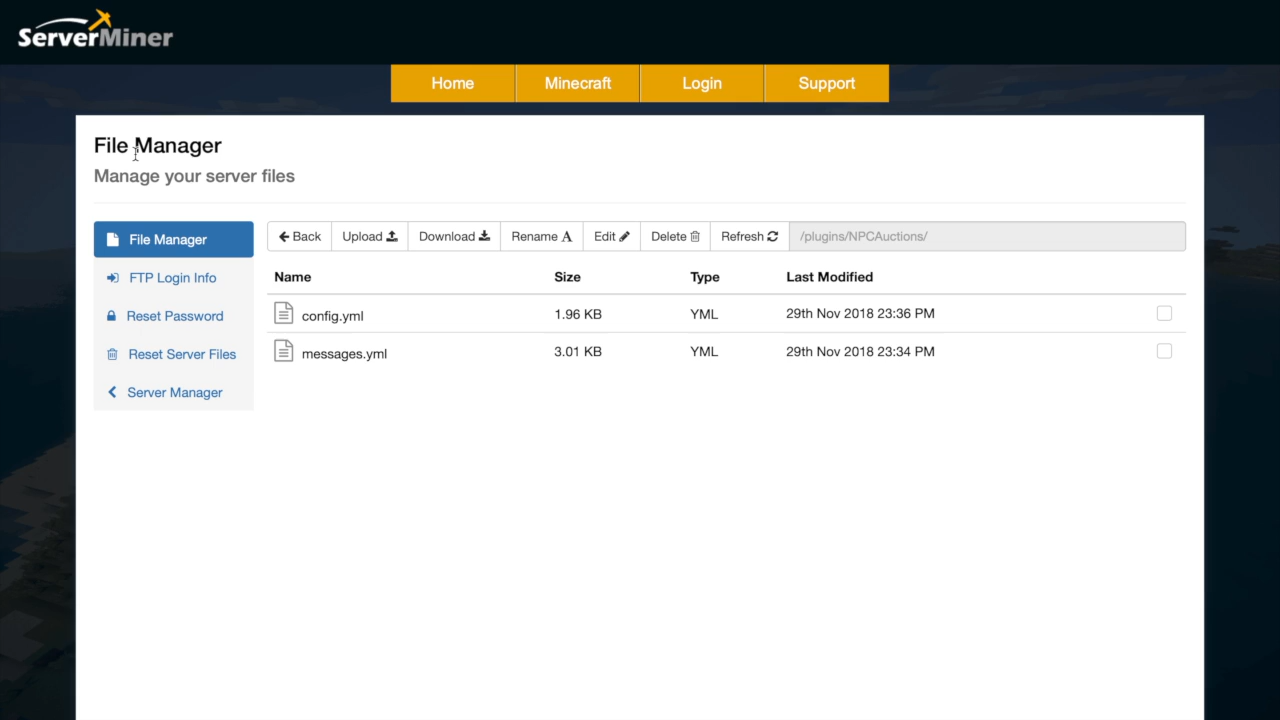 ServerMiner
Home Minecraft Login Support
File Manager
Manage your server files
File Manager
FTP Login Info
Reset Password
Reset Server Files
Server Manager
Back Upload Download Rename Edit Delete Refresh /plugins/NPCAuctions/
Name Size Type Last Modified
config.yml 1.96 KB YML 29th Nov 2018 23:36 PM
messages.yml 3.01 KB YML 29th Nov 2018 23:34 PM